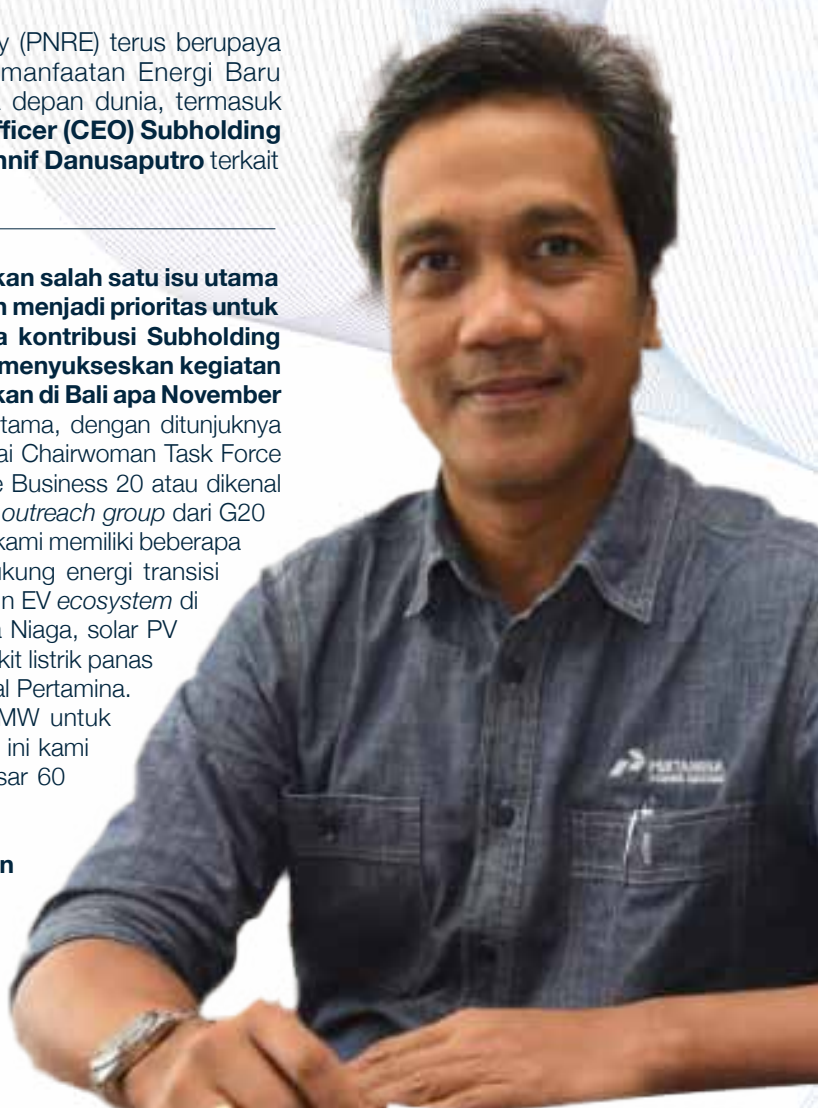 y (PNRE) terus berupaya
manfaatan Energi Baru
depan dunia, termasuk
fficer (CEO) Subholding
nnif Danusaputro terkait
kan salah satu isu utama
n menjadi prioritas untuk
a kontribusi Subholding
menyukseskan kegiatan
kan di Bali apa November
tama, dengan ditunjuknya
ai Chairwoman Task Force
e Business 20 atau dikenal
outreach group dari G20
kami memiliki beberapa
ukung energi transisi
n EV ecosystem di
a Niaga, solar PV
kit listrik panas
al Pertamina.
MW untuk
ini kami
sar 60
n
PERTAMINA